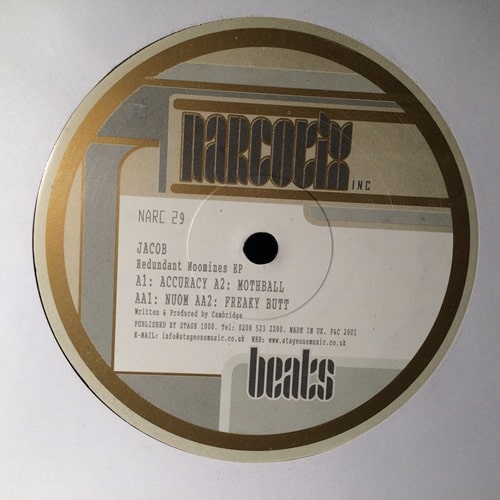 narcotix
INC
NARC 29
JACOB
Redundant Moomines EP
A1: ACCURACY A2: MOTHBALL
AA1: NUOM AA2: FREAKY BUTT
Written & Produced by Cambridge
PUBLISHED BY STAGE 1000. Tel: 0208 523 2200. MADE IN UK. P&C 2001
E-MAIL: info@stageonemusic.co.uk WEB: www.stageonemusic.co.uk
beats